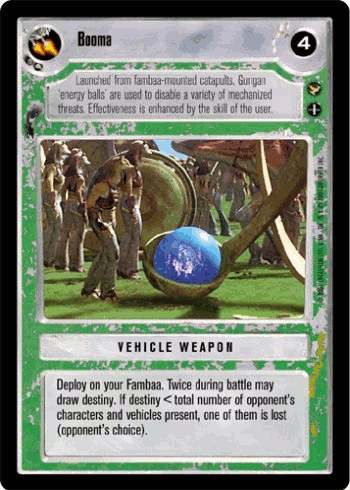 Booma
4
Launched from fambaa-mounted catapults. Gungan
'energy balls' are used to disable a variety of mechanized
threats. Effectiveness is enhanced by the skill of the user.
VEHICLE WEAPON
Deploy on your Fambaa. Twice during battle may
draw destiny. If destiny < total number of opponent's
characters and vehicles present, one of them is lost
(opponent's choice).